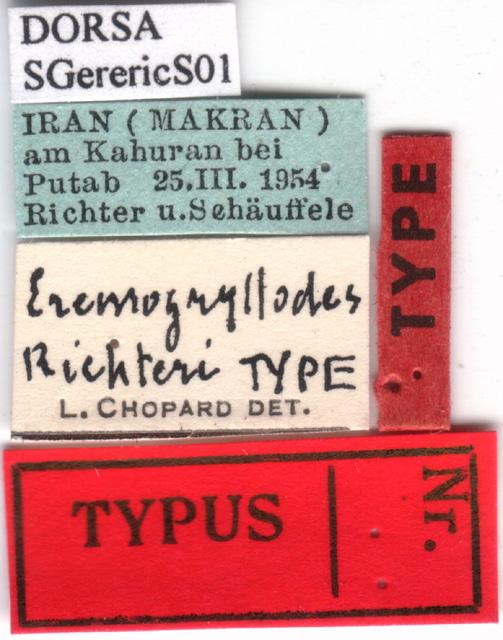 DORSA
SGerericS01
IRAN ( MAKRAN )
am Kahuran bei
Putab 25.III. 1954
Richter u. Schäuffele
TYPE
Eremogryllodes
Richteri TYPE
L. CHOPARD DET.
TYPUS
Nr.